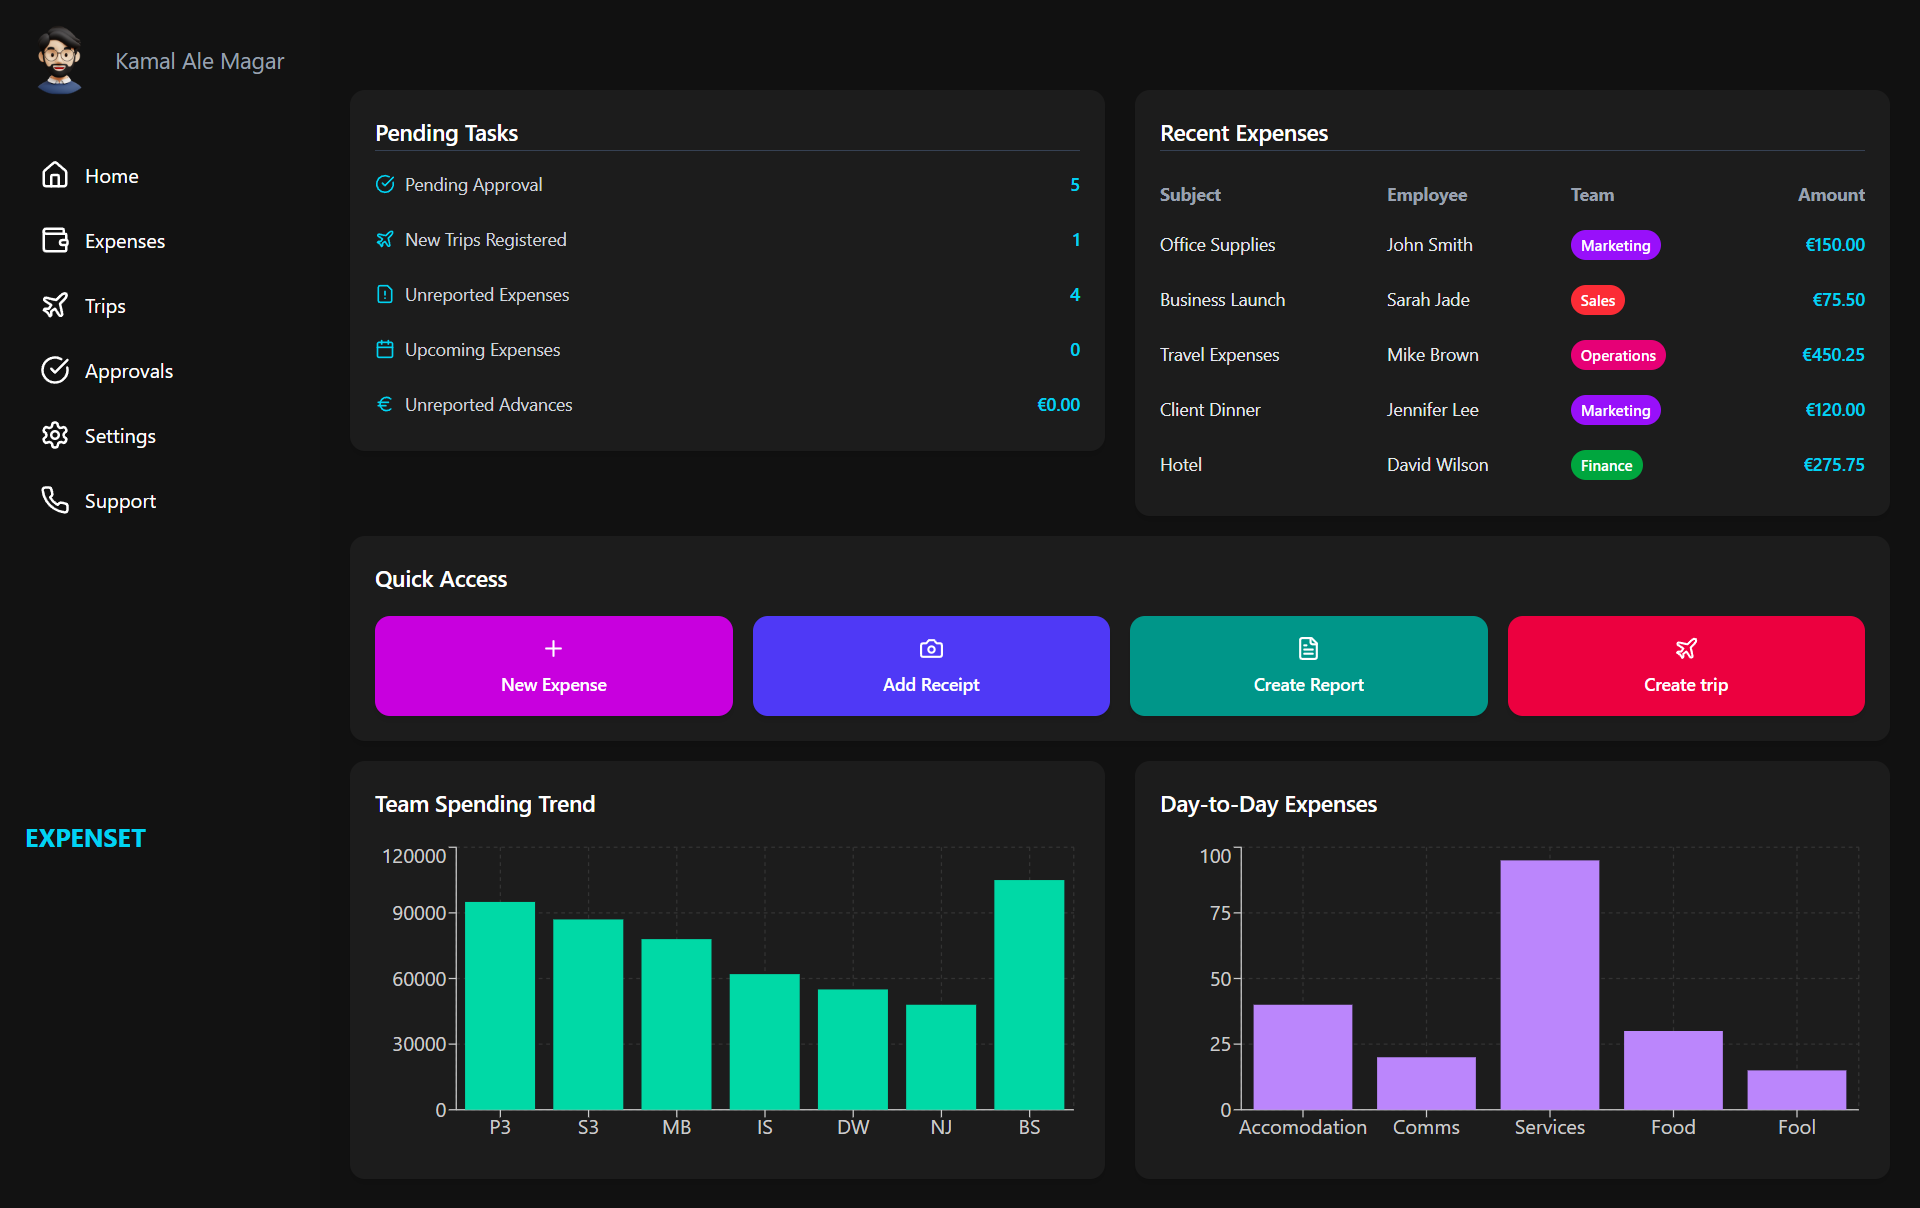 Kamal Ale Magar
Home
Expenses
Trips
Approvals
Settings
Support
EXPENSET
Pending Tasks
Pending Approval 5
New Trips Registered 1
Unreported Expenses 4
Upcoming Expenses 0
Unreported Advances €0.00
Recent Expenses
Subject Employee Team Amount
Office Supplies John Smith Marketing €150.00
Business Launch Sarah Jade Sales €75.50
Travel Expenses Mike Brown Operations €450.25
Client Dinner Jennifer Lee Marketing €120.00
Hotel David Wilson Finance €275.75
Quick Access
New Expense Add Receipt Create Report Create trip
Team Spending Trend
120000
90000
60000
30000
0
P3 S3 MB IS DW NJ BS
Day-to-Day Expenses
100
75
50
25
0
Accomodation Comms Services Food Fool